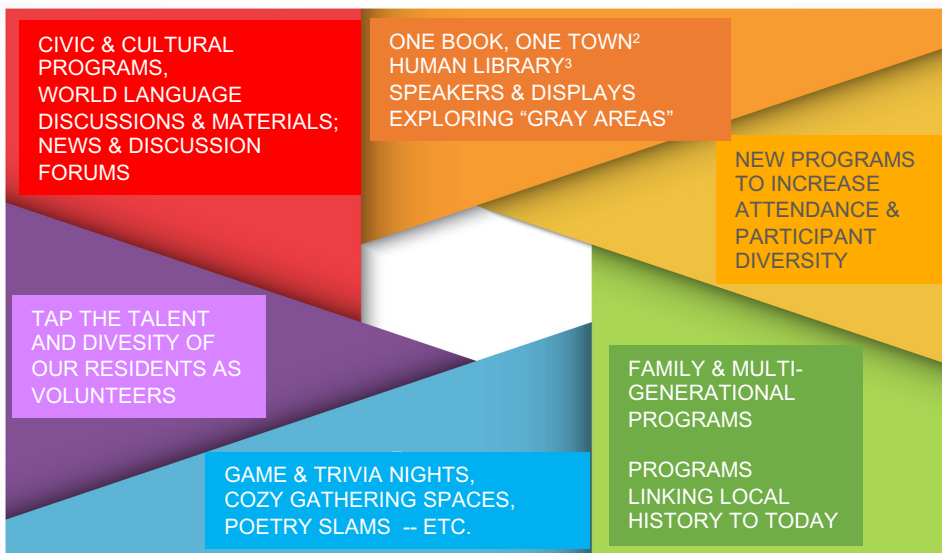 CIVIC & CULTURAL
PROGRAMS,
WORLD LANGUAGE
DISCUSSIONS & MATERIALS;
NEWS & DISCUSSION
FORUMS
ONE BOOK, ONE TOWN²
HUMAN LIBRARY³
SPEAKERS & DISPLAYS
EXPLORING “GRAY AREAS”
NEW PROGRAMS
TO INCREASE
ATTENDANCE &
PARTICIPANT
DIVERSITY
TAP THE TALENT
AND DIVESITY OF
OUR RESIDENTS AS
VOLUNTEERS
FAMILY & MULTI-
GENERATIONAL
PROGRAMS
PROGRAMS
LINKING LOCAL
HISTORY TO TODAY
GAME & TRIVIA NIGHTS,
COZY GATHERING SPACES,
POETRY SLAMS -- ETC.